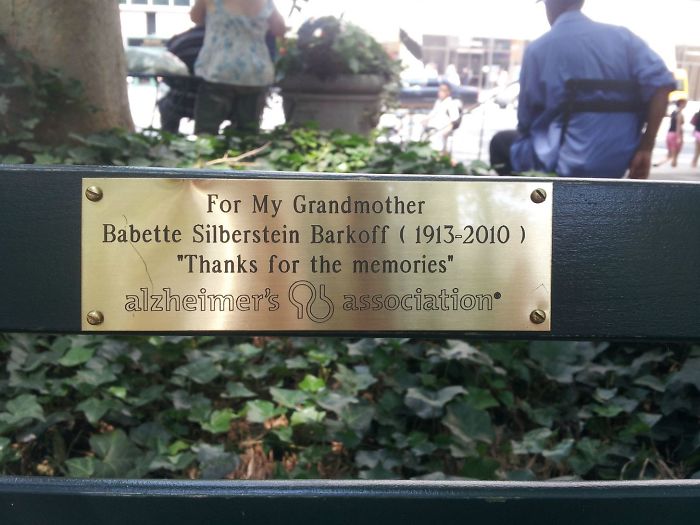 For My Grandmother
Babette Silberstein Barkoff ( 1913-2010 )
"Thanks for the memories"
alzheimer's association®